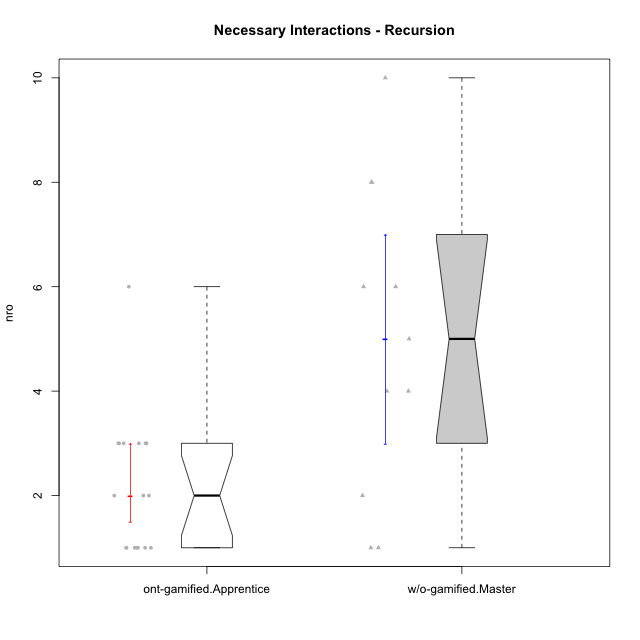 Necessary Interactions - Recursion
nro
10
8
6
4
2
ont-gamified.Apprentice
w/o-gamified.Master